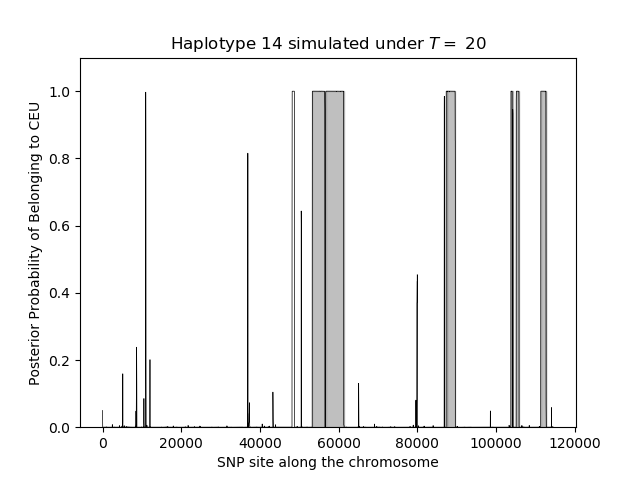 Haplotype 14 simulated under T = 20
Posterior Probability of Belonging to CEU
1.0
0.8
0.6
0.4
0.2
0.0
0 20000 40000 60000 80000 100000 120000
SNP site along the chromosome